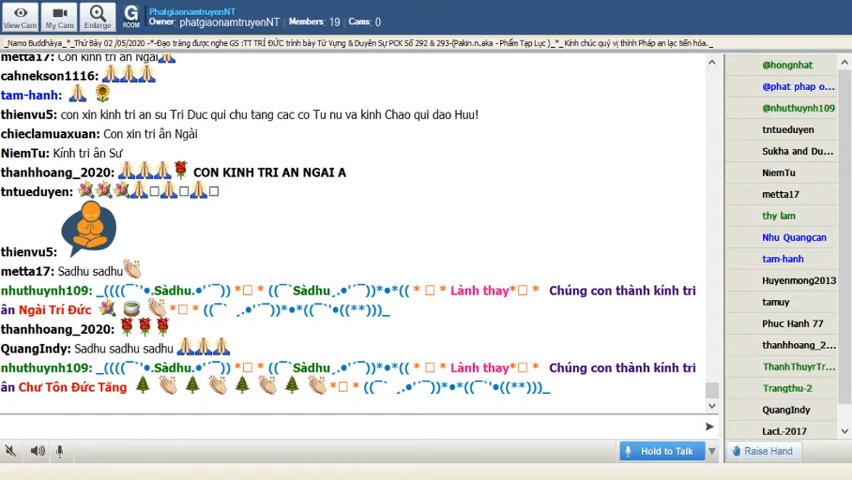 View Cam
My Cam
Enlarge
G
ROOM
PhatgiaonamtruyenNT
Owner: phatgiaonamtruyenNT Members: 19 Cams: 0
_Namo Buddhàya_*_Thứ Bảy 02 /05/2020 -*-Đạo tràng được nghe GS :TT TRÍ ĐỨC trình bày Từ Vựng & Duyên Sự PCK Số 292 & 293-(Pakin.n.aka - Phẩm Tạp Lục )_*_ Kính chúc quý vị thính Pháp an lạc tiến hóa._
metta17: Con kính tri ân Ngài
cahnekson1116:
tam-hanh:
thienvu5: con xin kinh tri an su Tri Duc qui chu tang cac co Tu nu va kinh Chao qui dao Huu!
chieclamuaxuan: Con xin tri ân Ngài
NiemTu: Kính tri ân Sư
thanhhoang_2020: CON KINH TRI AN NGAI A
tntueduyen:
thienvu5:
metta17: Sadhu sadhu
nhuthuynh109: _((((¯`'•.Sàdhu.•'´¯)) *□ * ((¯`Sàdhu¸.•'´¯))*•*(( * □ * Lành thay*□ * Chúng con thành kính tri
ân Ngài Trí Đức *□ * ((¯` ¸.•'´¯))*•*((¯`'•((**)))_
thanhhoang_2020:
QuangIndy: Sadhu sadhu sadhu
nhuthuynh109: _((((¯`'•.Sàdhu.•'´¯)) *□ * ((¯`Sàdhu¸.•'´¯))*•*(( * □ * Lành thay*□ * Chúng con thành kính tri
ân Chư Tôn Đức Tăng *□ * ((¯` ¸.•'´¯))*•*((¯`'•((**)))_
@hongnhat
@phat phap o...
@nhuthuynh109
tntueduyen
Sukha and Du...
NiemTu
metta17
thy lam
Nhu Quangcan
tam-hanh
Huyenmong2013
tamuy
Phuc Hanh 77
thanhhoang_2...
ThanhThuyrTr...
Trangthu-2
QuangIndy
LacL-2017
Hold to Talk
Raise Hand